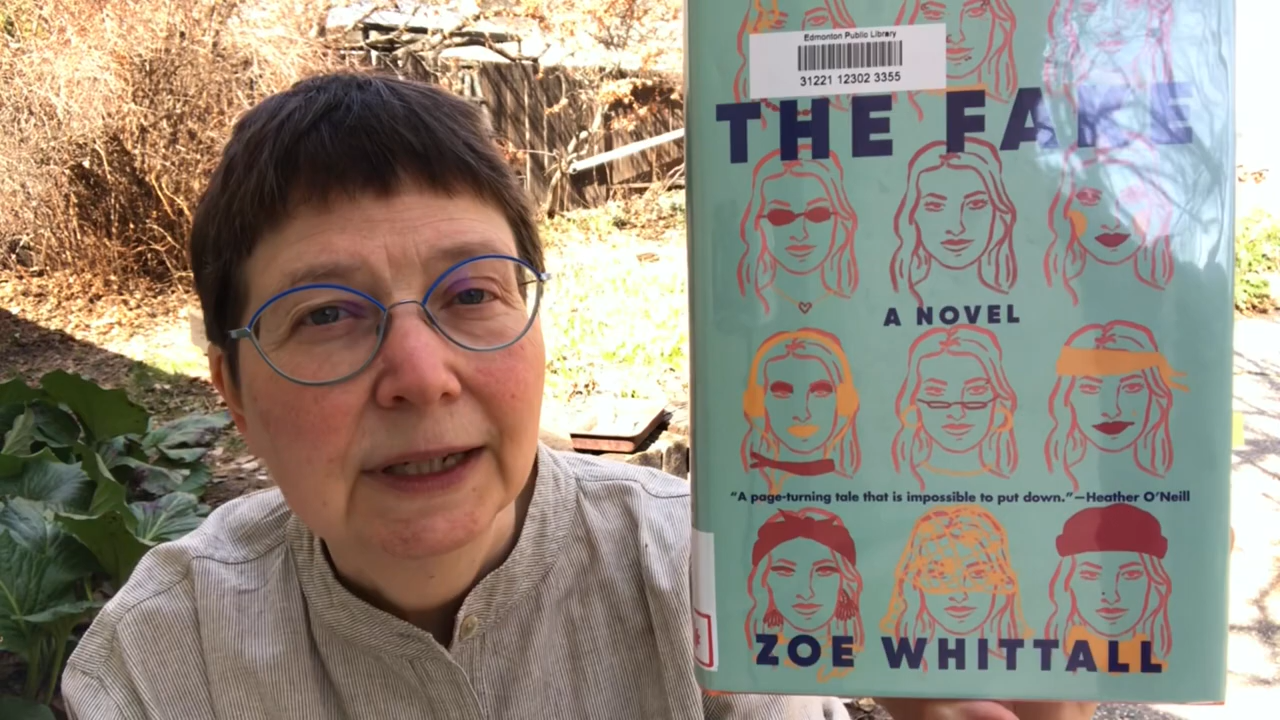 Edmonton Public Library
31221 12302 3355
THE FAKE
A NOVEL
“A page-turning tale that is impossible to put down.”—Heather O’Neill
ZOE WHITTALL